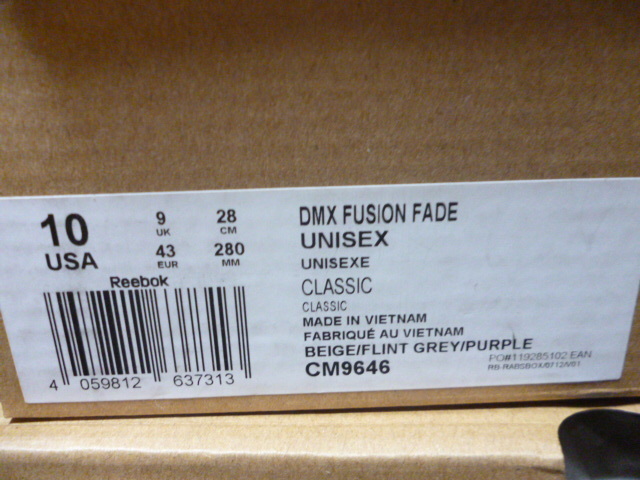 10
USA
9
UK
28
CM
43
EUR
280
MM
Reebok
4 059812 637313
DMX FUSION FADE
UNISEX
UNISEXE
CLASSIC
CLASSIC
MADE IN VIETNAM
FABRIQUÉ AU VIETNAM
BEIGE/FLINT GREY/PURPLE
CM9646
PO#119285102 EAN